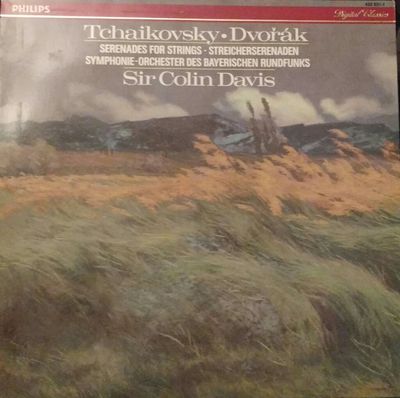 PHILIPS
Digital Classics
Tchaikovsky · Dvořák
SERENADES FOR STRINGS · STREICHERSERENADEN
SYMPHONIE-ORCHESTER DES BAYERISCHEN RUNDFUNKS
Sir Colin Davis